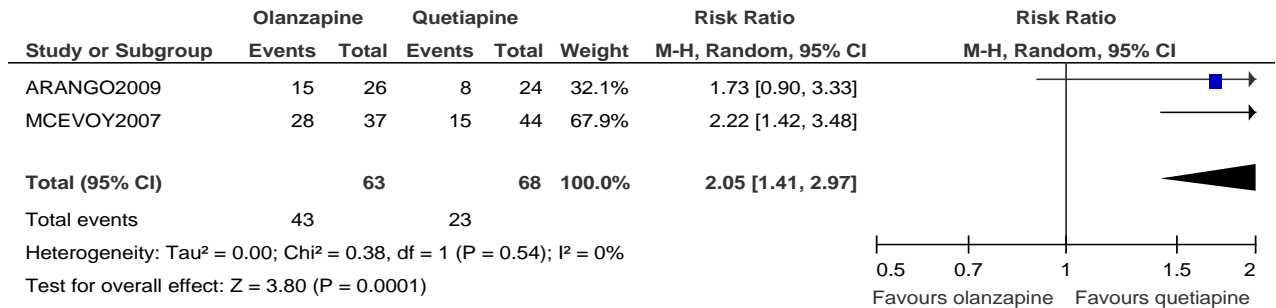 Olanzapine Quetiapine Risk Ratio Risk Ratio
Study or Subgroup Events Total Events Total Weight M-H, Random, 95% CI M-H, Random, 95% CI
ARANGO2009 15 26 8 24 32.1% 1.73 [0.90, 3.33]
MCEVOY2007 28 37 15 44 67.9% 2.22 [1.42, 3.48]
Total (95% CI) 63 68 100.0% 2.05 [1.41, 2.97]
Total events 43 23
Heterogeneity: Tau² = 0.00; Chi² = 0.38, df = 1 (P = 0.54); I² = 0%
Test for overall effect: Z = 3.80 (P = 0.0001)
0.5 0.7 1 1.5 2
Favours olanzapine Favours quetiapine